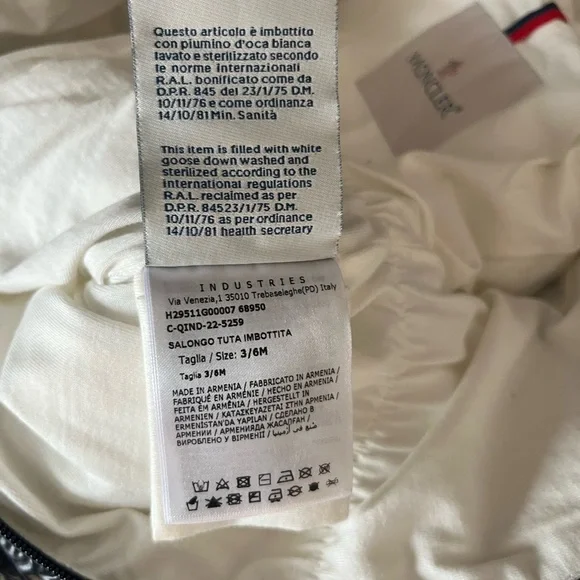 Questo articolo è imbottito
con piumino d'oca bianca
lavato e sterilizzato secondo
le norme internazionali
R.A.L. bonificato come da
D.P.R. 845 del 23/1/75 D.M.
10/11/76 e come ordinanza
14/10/81 Min. Sanità
This item is filled with white
goose down washed and
sterilized according to the
international regulations
R.A.L. reclaimed as per
D.P.R. 84523/1/75 D.M.
10/11/76 as per ordinance
14/10/81 health secretary
MONCLER
INDUSTRIES
Via Venezia,1 35010 Trebaseleghe(PD) Italy
H29511G00007 68950
C-QIND-22-5259
SALONGO TUTA IMBOTTITA
Taglia / Size: 3/6M
Taglia 3/6M
MADE IN ARMENIA / FABBRICATO IN ARMENIA /
FABRIQUÉ EN ARMÉNIE / HECHO EN ARMENIA /
FEITA EM ARMÊNIA / HERGESTELLT IN
ARMENIEN / ΚΑΤΑΣΚΕΥΑΖΕΤΑΙ ΣΤΗΝ ΑΡΜΕΝΙΑ /
ERMENISTAN'DA YAPILAN / СДЕЛАНО В
АРМЕНИИ / АРМЕНИЯДА ЖАСАЛҒАН /
ВИРОБЛЕНО У ВІРМЕНІЇ / صنع في أرمينيا